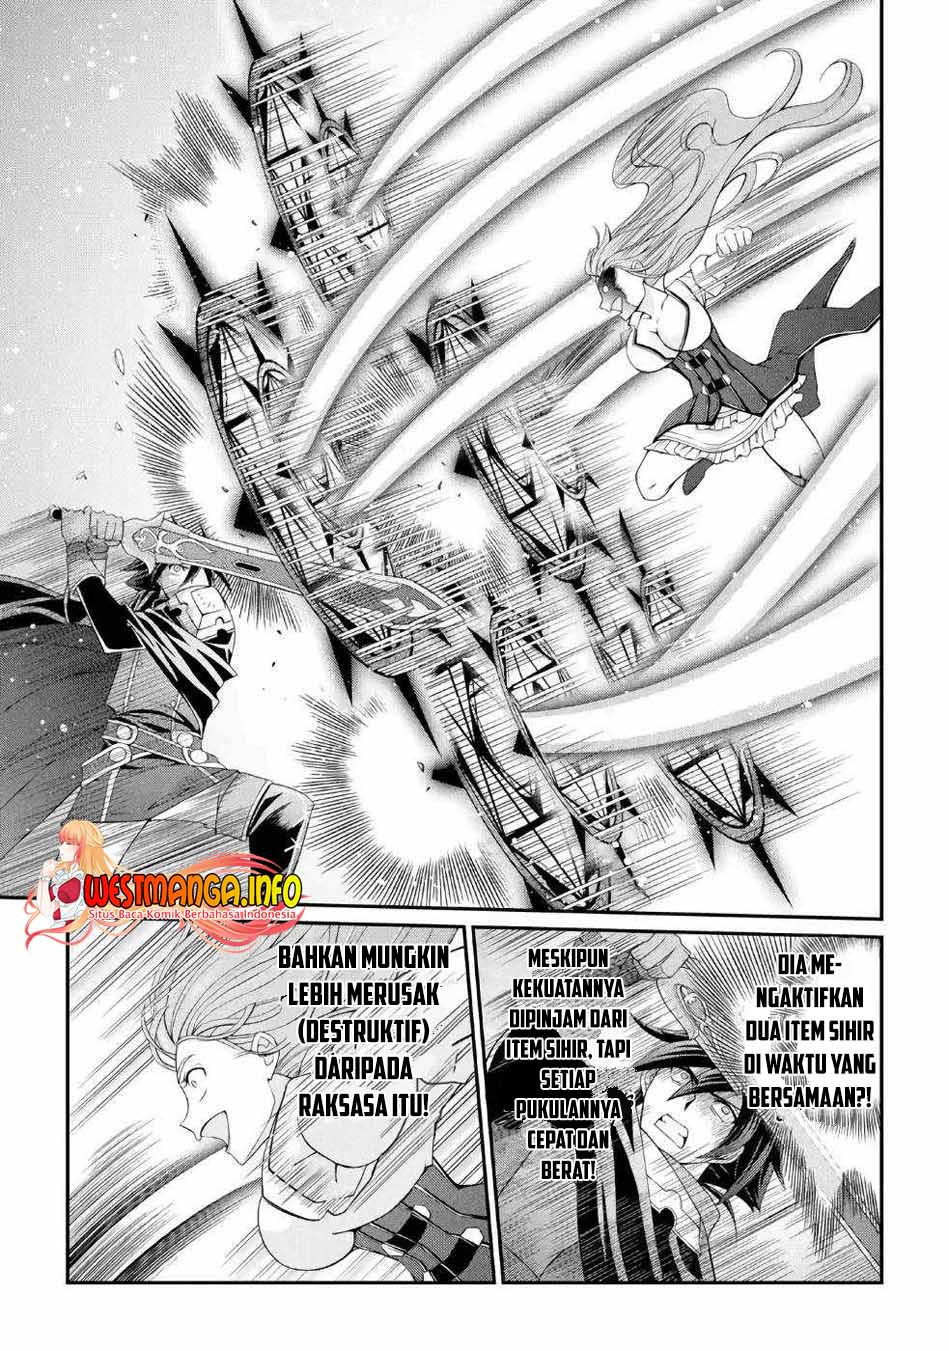 WESTMANGA.INFO
Situs Baca Komik Berbahasa Indonesia
DIA ME-
NGAKTIFKAN
DUA ITEM SIHIR
DI WAKTU YANG
BERSAMAAN?!
MESKIPUN
KEKUATANNYA
DIPINJAM DARI
ITEM SIHIR, TAPI
SETIAP
PUKULANNYA
CEPAT DAN
BERAT!
BAHKAN MUNGKIN
LEBIH MERUSAK
(DESTRUKTIF)
DARIPADA
RAKSASA ITU!